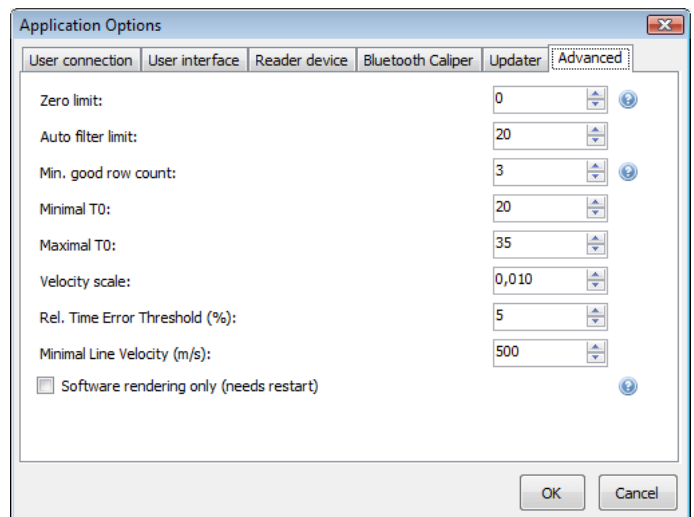 Application Options
User connection User interface Reader device Bluetooth Caliper Updater Advanced
Zero limit: 0
Auto filter limit: 20
Min. good row count: 3
Minimal T0: 20
Maximal T0: 35
Velocity scale: 0,010
Rel. Time Error Threshold (%): 5
Minimal Line Velocity (m/s): 500
Software rendering only (needs restart)
OK Cancel